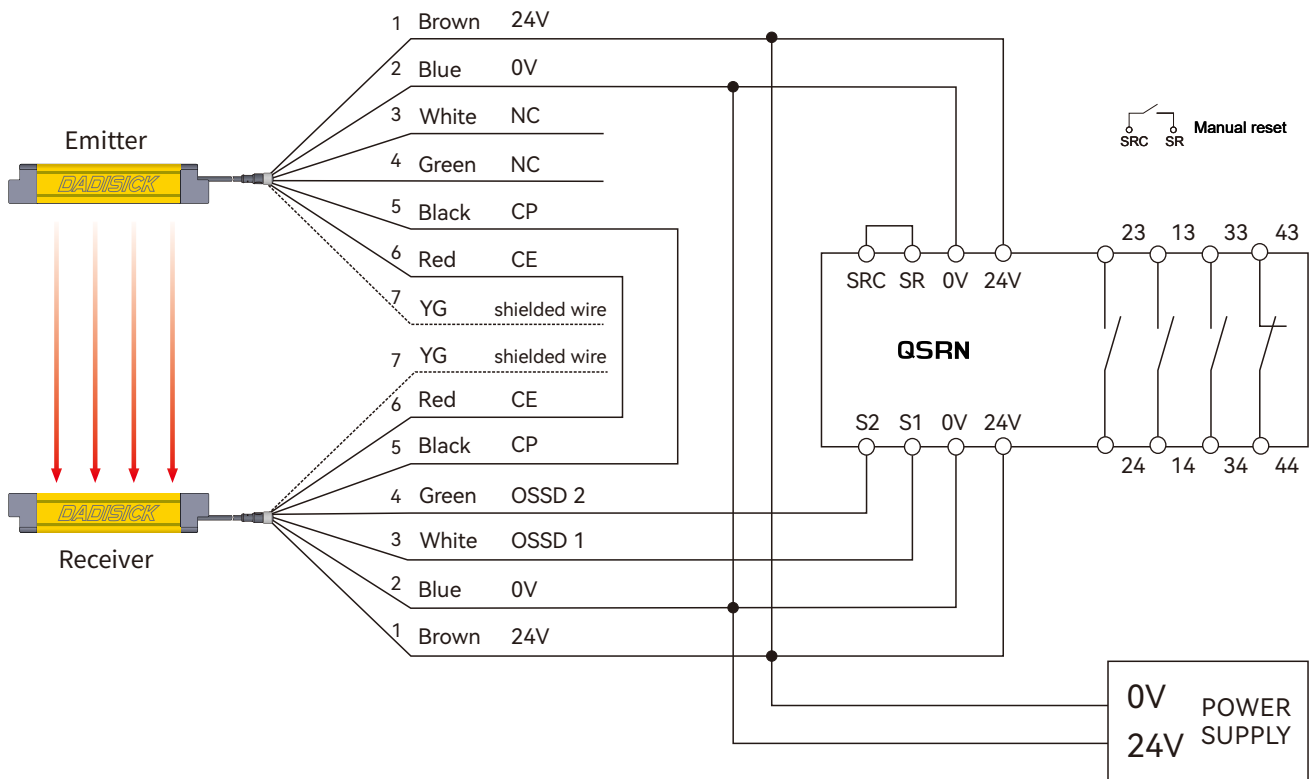 1 Brown 24V
2 Blue 0V
3 White NC
4 Green NC
5 Black CP
6 Red CE
7 YG shielded wire
Emitter
DADISICK
7 YG shielded wire
6 Red CE
5 Black CP
4 Green OSSD 2
3 White OSSD 1
2 Blue 0V
1 Brown 24V
DADISICK
Receiver
SRC SR Manual reset
23 13 33 43
SRC SR 0V 24V
QSRN
S2 S1 0V 24V
24 14 34 44
0V
24V
POWER
SUPPLY